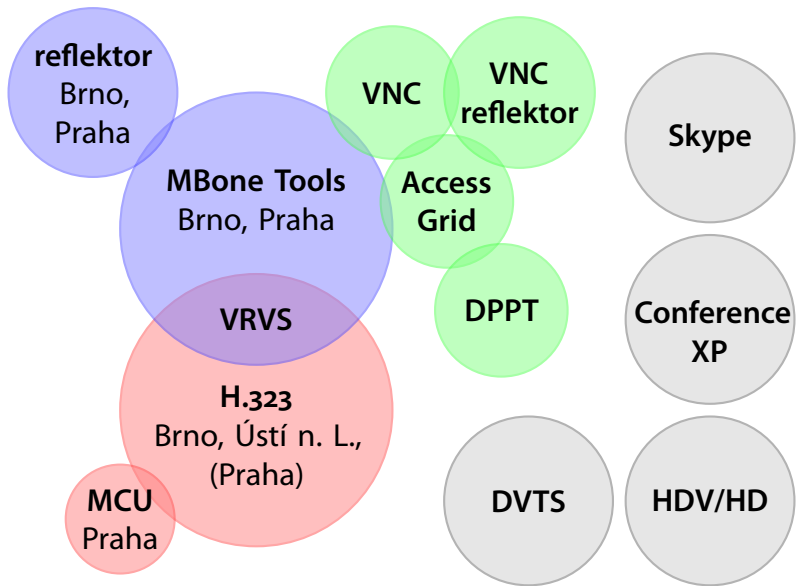 reflektor
Brno,
Praha
MBone Tools
Brno, Praha
VRVS
H.323
Brno, Ústí n. L.,
(Praha)
MCU
Praha
VNC
VNC
reflektor
Access
Grid
DPPT
Skype
Conference
XP
DVTS
HDV/HD